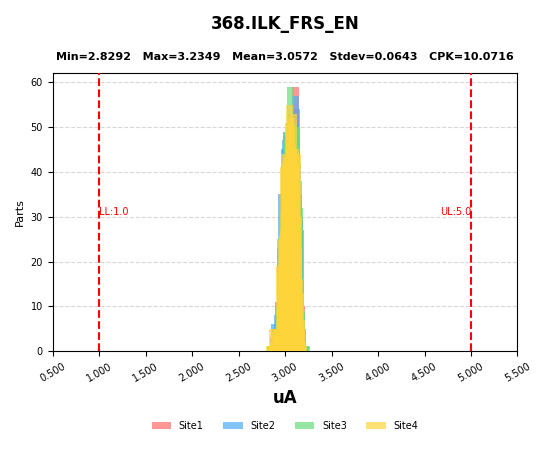 368.ILK_FRS_EN
Min=2.8292 Max=3.2349 Mean=3.0572 Stdev=0.0643 CPK=10.0716
60
50
40
30
20
10
0
Parts
LL:1.0
UL:5.0
0.500 1.000 1.500 2.000 2.500 3.000 3.500 4.000 4.500 5.000 5.500
uA
Site1 Site2 Site3 Site4